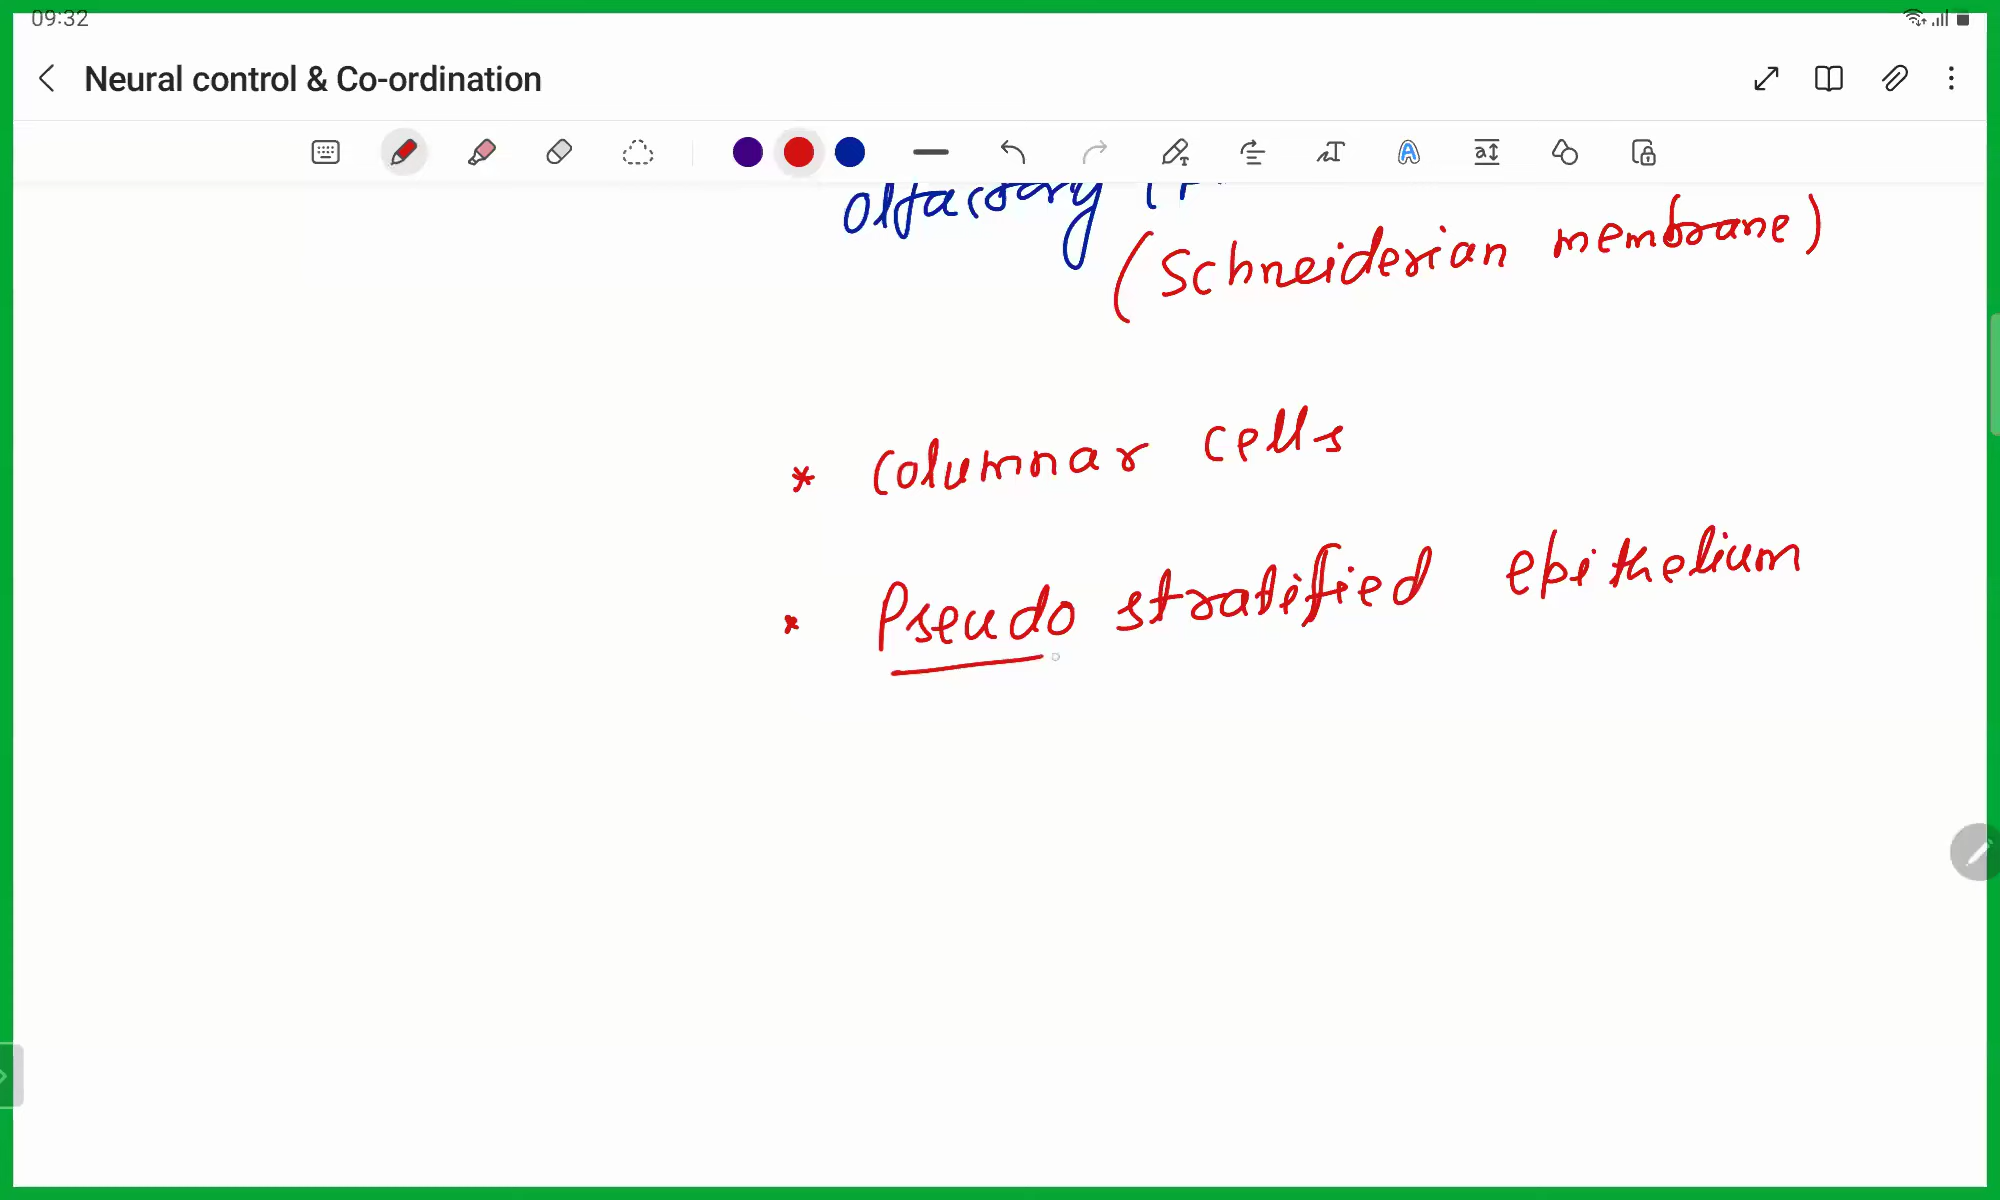 09:32
Neural control & Co-ordination
olfactory
(Schneiderian membrane)
* Columnar cells
* Pseudo stratified epithelium